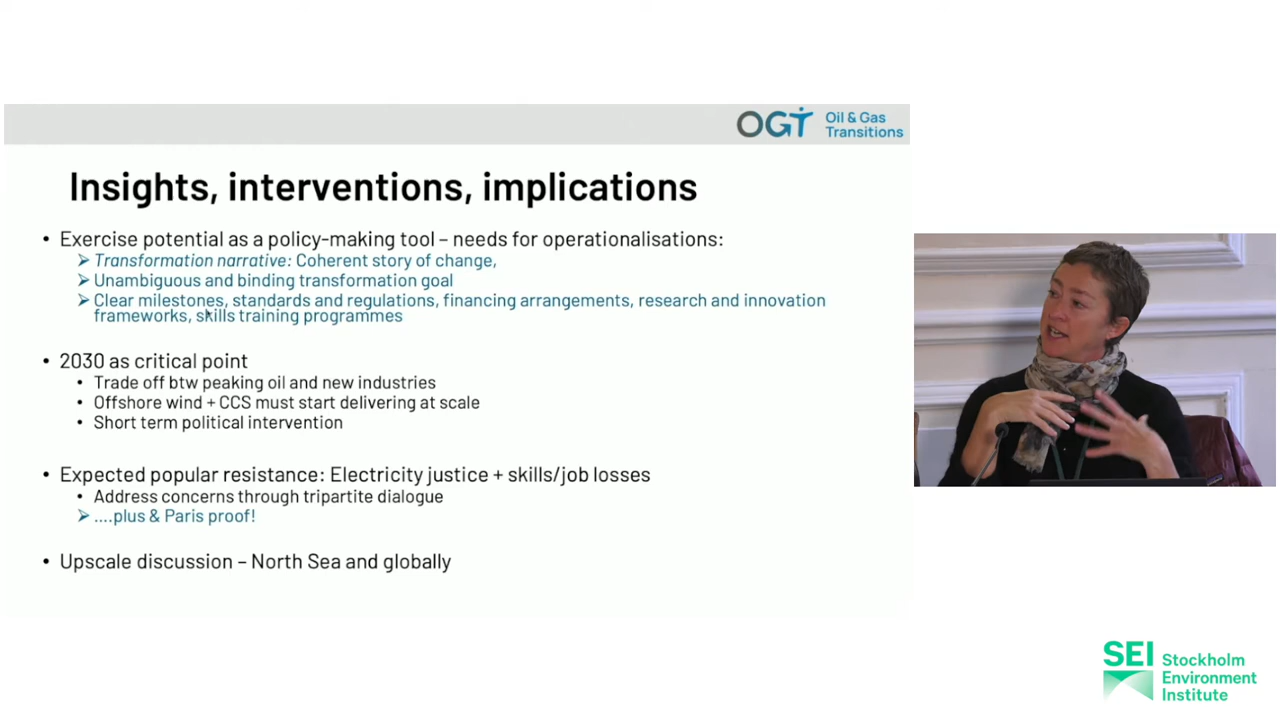 OGT Oil & Gas
Transitions
Insights, interventions, implications
• Exercise potential as a policy-making tool – needs for operationalisations:
➢ Transformation narrative: Coherent story of change,
➢ Unambiguous and binding transformation goal
➢ Clear milestones, standards and regulations, financing arrangements, research and innovation
frameworks, skills training programmes
• 2030 as critical point
• Trade off btw peaking oil and new industries
• Offshore wind + CCS must start delivering at scale
• Short term political intervention
• Expected popular resistance: Electricity justice + skills/job losses
• Address concerns through tripartite dialogue
➢ ....plus & Paris proof!
• Upscale discussion – North Sea and globally
SEI Stockholm
Environment
Institute